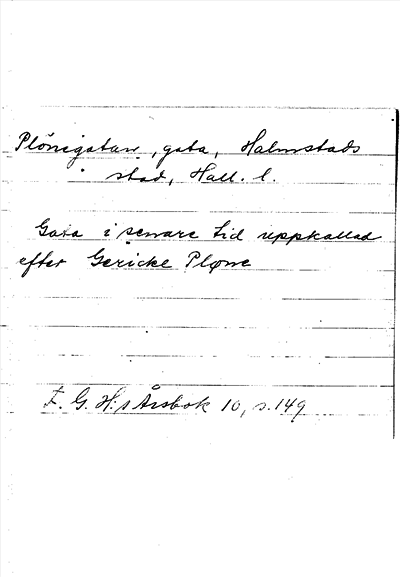 Plönegatan, gata, Halmstads
stad, Hall. l.
Gata i senare tid uppkallad
efter Gericke Pløne
F. G. H:s Årsbok 10, s. 149